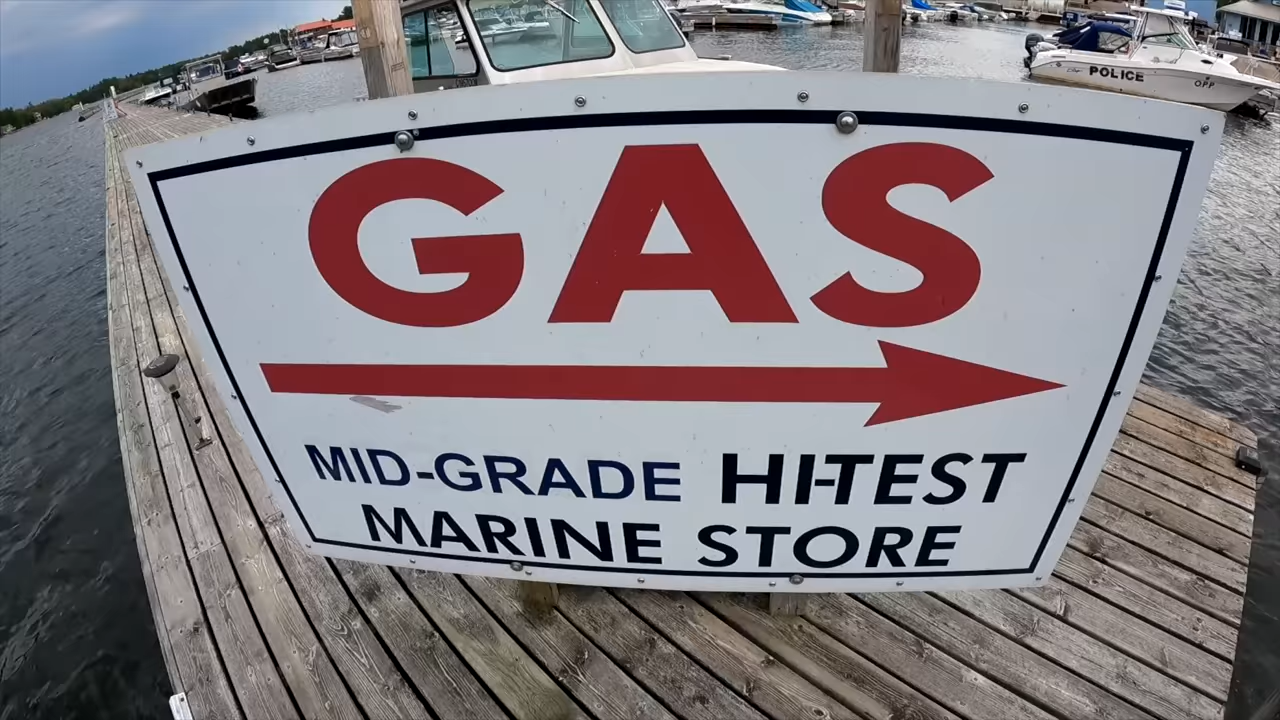 POLICE
OPP
GAS
MID-GRADE HI-TEST
MARINE STORE